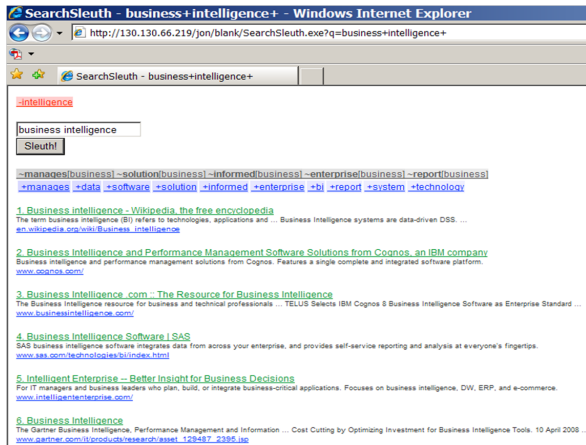 SearchSleuth - business+intelligence+ - Windows Internet Explorer
http://130.130.66.219/jon/blank/SearchSleuth.exe?q=business+intelligence+
SearchSleuth - business+intelligence+
-intelligence
business intelligence
Sleuth!
~manages[business] ~solution[business] ~informed[business] ~enterprise[business] ~report[business]
+manages +data +software +solution +informed +enterprise +bi +report +system +technology
1. Business intelligence - Wikipedia, the free encyclopedia
The term business intelligence (BI) refers to technologies, applications and ... Business Intelligence systems are data-driven DSS. ...
en.wikipedia.org/wiki/Business_intelligence
2. Business Intelligence and Performance Management Software Solutions from Cognos, an IBM company
Business intelligence and performance management solutions from Cognos. Features a single complete and integrated software platform.
www.cognos.com/
3. Business Intelligence .com :: The Resource for Business Intelligence
The Business Intelligence resource for business and technical professionals ... TELUS Selects IBM Cognos 8 Business Intelligence Software as Enterprise Standard ...
www.businessintelligence.com/
4. Business Intelligence Software | SAS
SAS business intelligence software integrates data from across your enterprise, and provides self-service reporting and analysis at everyone's fingertips.
www.sas.com/technologies/bi/index.html
5. Intelligent Enterprise -- Better Insight for Business Decisions
For IT managers and business leaders who plan, build, or integrate business-critical applications. Focuses on business intelligence, DW, ERP, and e-commerce.
www.intelligententerprise.com/
6. Business Intelligence
The Gartner Business Intelligence, Performance Management and Information ... Cost Cutting by Optimizing Investment for Business Intelligence Tools. 10 April 2008 ...
www.gartner.com/it/products/research/asset_129487_2395.jsp